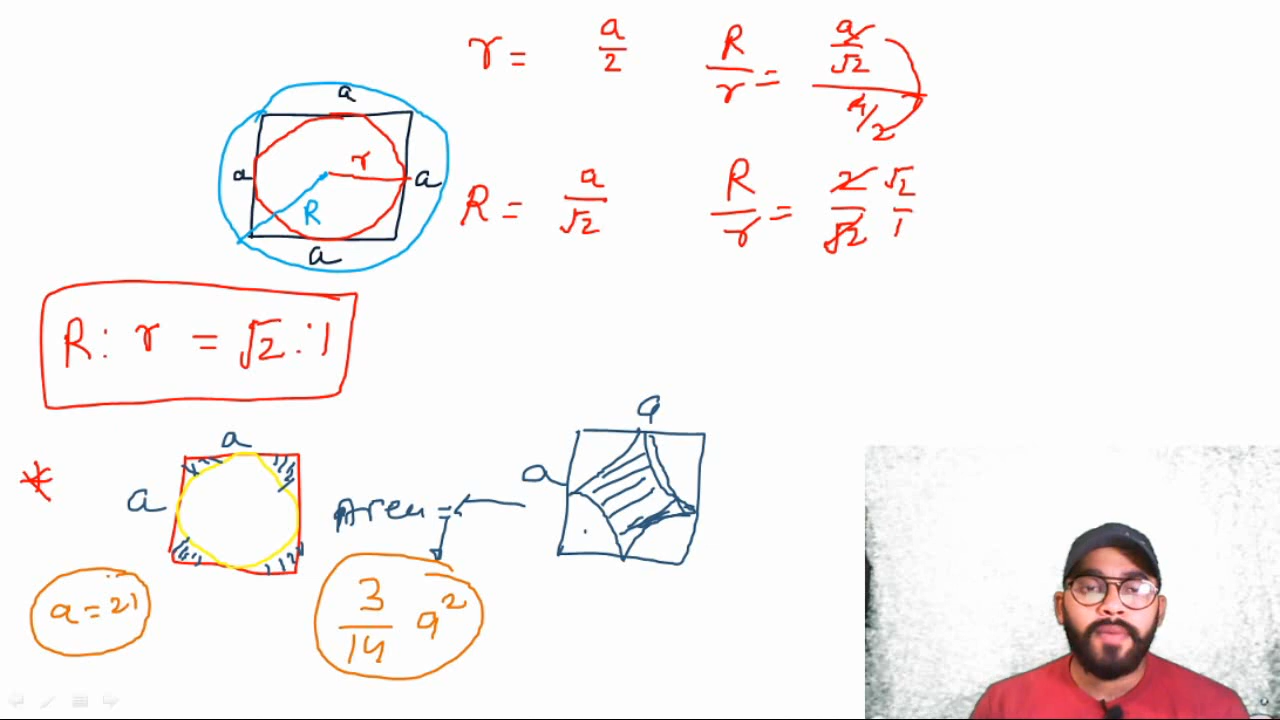 r = a/2
R/r = a/√2 / a/2
a
a
r
a
R
a
R = a/√2
R/r = 2/√2 √2/1
R : r = √2 : 1
a
a
a
a
Area =
a = 21
3/14 a²